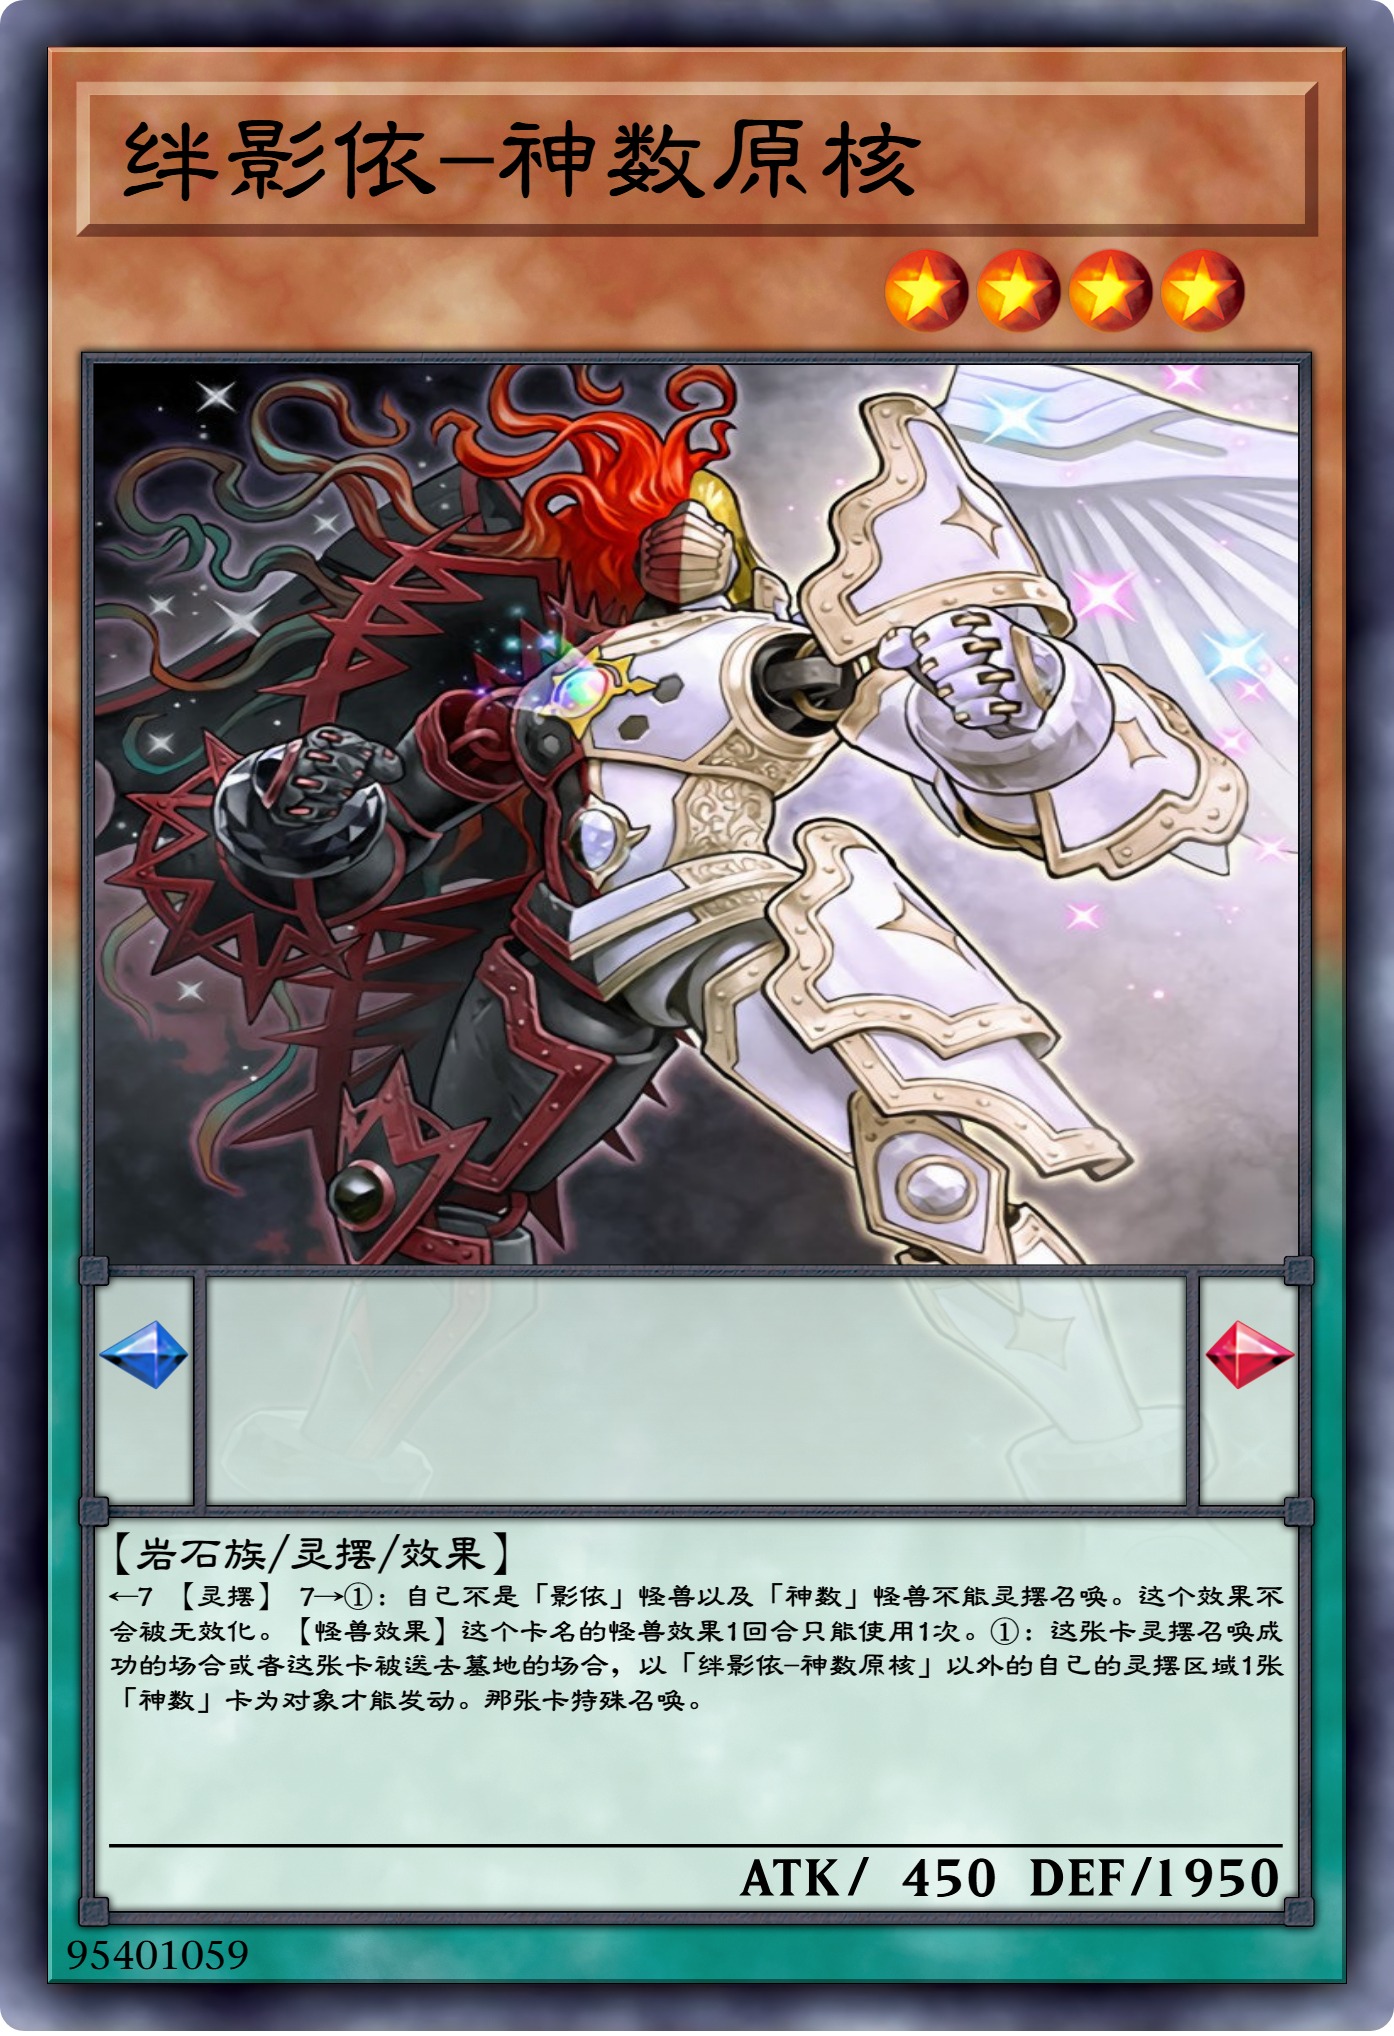 绊影依-神数原核
【岩石族/灵摆/效果】
←7 【灵摆】 7→①：自己不是「影依」怪兽以及「神数」怪兽不能灵摆召唤。这个效果不
会被无效化。【怪兽效果】这个卡名的怪兽效果1回合只能使用1次。①：这张卡灵摆召唤成
功的场合或者这张卡被送去墓地的场合，以「绊影依-神数原核」以外的自己的灵摆区域1张
「神数」卡为对象才能发动。那张卡特殊召唤。
ATK/ 450 DEF/1950
95401059